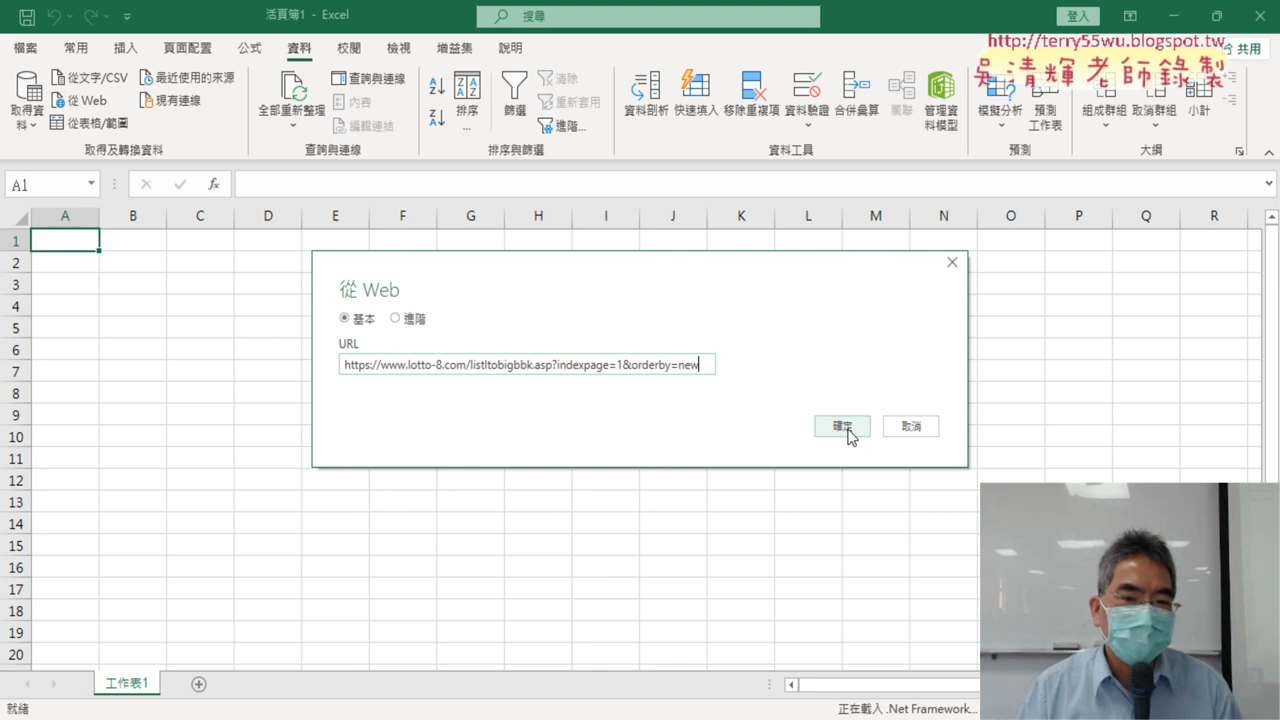 活頁簿1 - Excel
搜尋
登入
檔案 常用 插入 頁面配置 公式 資料 校閱 檢視 增益集 說明
共用
http://terry55wu.blogspot.tw
吳清輝老師錄製
取得資料
從文字/CSV
從 Web
從表格/範圍
最近使用的來源
現有連線
取得及轉換資料
全部重新整理
查詢與連線
內容
編輯連結
查詢與連線
排序
...
篩選
清除
重新套用
進階...
排序與篩選
資料剖析
快速填入
移除重複項
資料驗證
合併彙算
關聯
管理資料模型
資料工具
模擬分析
預測工作表
預測
組成群組
取消群組
小計
大綱
A1
fx
A B C D E F G H I J K L M N O P Q R
1
2
3
4
5
6
7
8
9
10
11
12
13
14
15
16
17
18
19
20
從 Web
基本 進階
URL
https://www.lotto-8.com/listltobigbbk.asp?indexpage=1&orderby=new
確定 取消
工作表1
就緒
正在載入 .Net Framework...